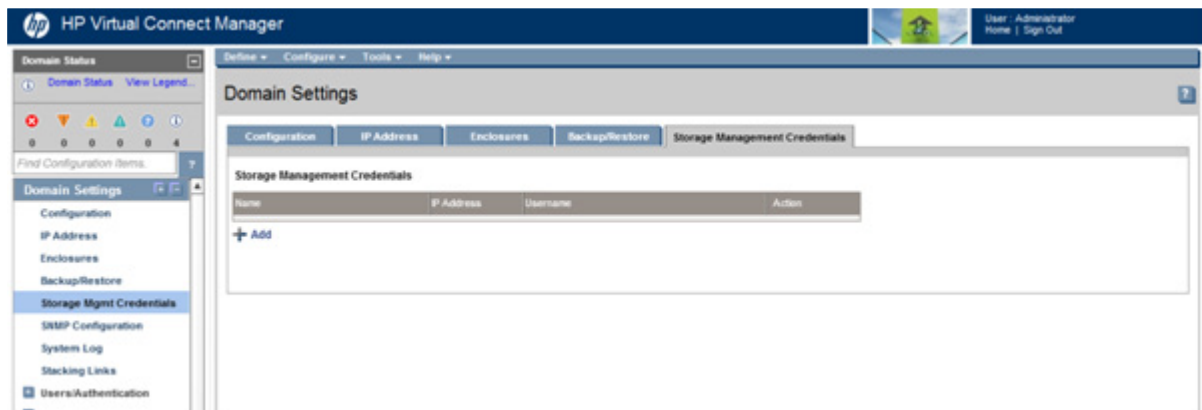 hp HP Virtual Connect Manager
User : Administrator
Home | Sign Out
Domain Status
Domain Status View Legend...
0 0 0 0 0 4
Find Configuration Items. ?
Domain Settings
Configuration
IP Address
Enclosures
Backup/Restore
Storage Mgmt Credentials
SNMP Configuration
System Log
Stacking Links
Users/Authentication
Define Configure Tools Help
Domain Settings ?
Configuration IP Address Enclosures Backup/Restore Storage Management Credentials
Storage Management Credentials
Name IP Address Username Action
Add